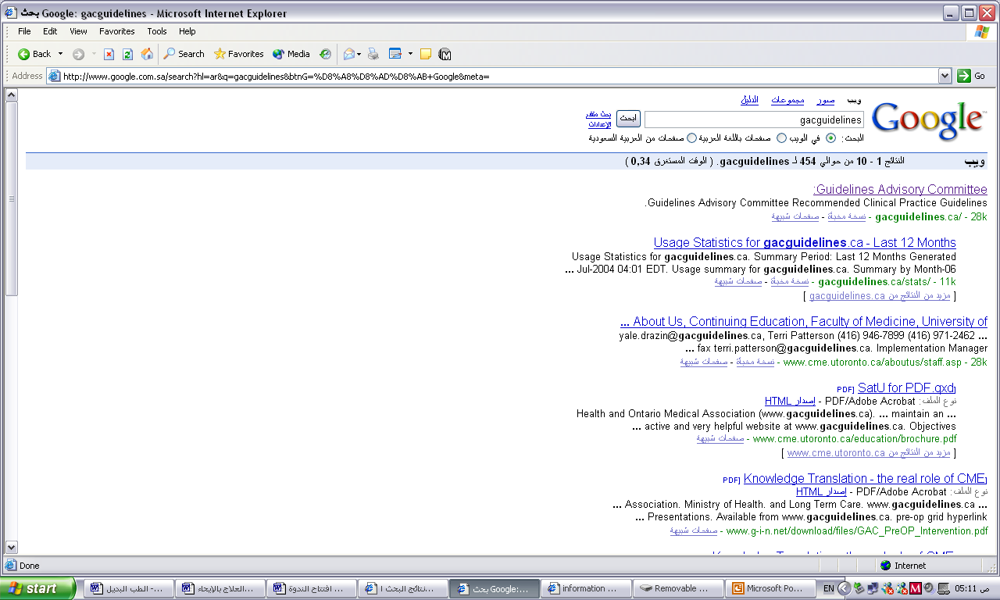 بحث Google: gacguidelines - Microsoft Internet Explorer
File Edit View Favorites Tools Help
Back Search Favorites Media
Address http://www.google.com.sa/search?hl=ar&q=gacguidelines&btnG=%D8%A8%D8%AD%D8%AB+Google&meta= Go
Google
ويب صور مجموعات الدليل
gacguidelines ابحث بحث متقدم
الإعدادات
البحث: في الويب صفحات باللغة العربية صفحات من العربية السعودية
ويب النتائج 1 - 10 من حوالي 454 لـ gacguidelines. ( الوقت المستغرق 0,34 )
:Guidelines Advisory Committee
.Guidelines Advisory Committee Recommended Clinical Practice Guidelines
gacguidelines.ca/ - 28k - نسخة مخبأة - صفحات شبيهة
Usage Statistics for gacguidelines.ca - Last 12 Months
Usage Statistics for gacguidelines.ca. Summary Period: Last 12 Months Generated
... Jul-2004 04:01 EDT. Usage summary for gacguidelines.ca. Summary by Month-06
gacguidelines.ca/stats/ - 11k - نسخة مخبأة - صفحات شبيهة
[ مزيد من النتائج من gacguidelines.ca ]
... About Us, Continuing Education, Faculty of Medicine, University of
yale.drazin@gacguidelines.ca, Terri Patterson (416) 946-7899 (416) 971-2462 ...
... fax terri.patterson@gacguidelines.ca. Implementation Manager
www.cme.utoronto.ca/aboutus/staff.asp - 28k - نسخة مخبأة - صفحات شبيهة
PDF] SatU for PDF.qxd]
نوع الملف: PDF/Adobe Acrobat - إصدار HTML
Health and Ontario Medical Association (www.gacguidelines.ca). ... maintain an ...
... active and very helpful website at www.gacguidelines.ca. Objectives
www.cme.utoronto.ca/education/brochure.pdf - صفحات شبيهة
[ مزيد من النتائج من www.cme.utoronto.ca ]
PDF] Knowledge Translation - the real role of CME]
نوع الملف: PDF/Adobe Acrobat - إصدار HTML
... Association. Ministry of Health. and Long Term Care. www.gacguidelines.ca ...
... Presentations. Available from www.gacguidelines.ca. pre-op grid hyperlink
www.g-i-n.net/download/files/GAC_PreOP_Intervention.pdf - صفحات شبيهة
Done Internet
start الطب البديل -... العلاج بالإيحاء... افتتاح الندوة ... نتائج البحث ا... بحث Google:... information ... Removable ... Microsoft Po... EN 05:11 ص